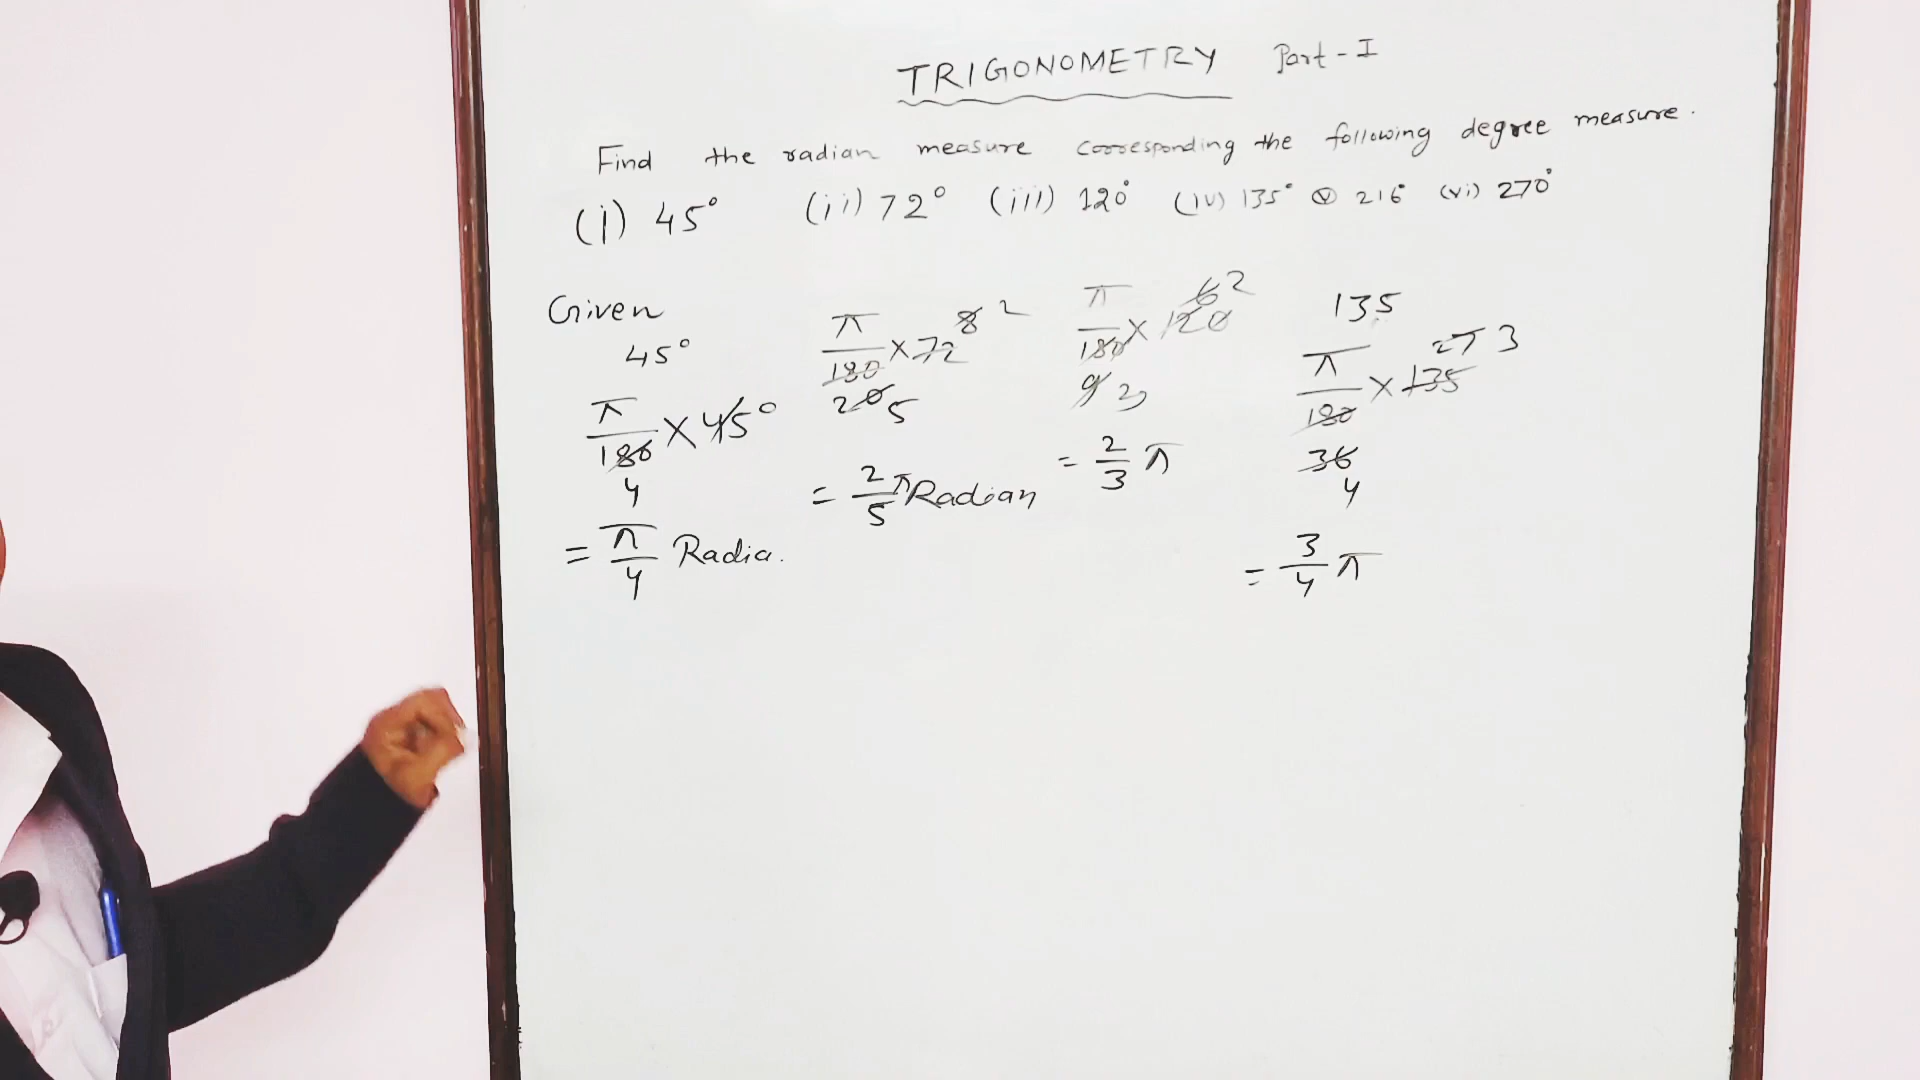 TRIGONOMETRY Part - I
Find the radian measure corresponding the following degree measure.
(i) 45° (ii) 72° (iii) 120° (iv) 135° (v) 216° (vi) 270°
Given
45°
π/180 × 45°
4
= π/4 Radia.
π/180 × 72 8 2
20 5
= 2/5 π Radian
π/180 × 120 6 2
9 3
= 2/3 π
135
π/180 × 135 27 3
36
4
= 3/4 π